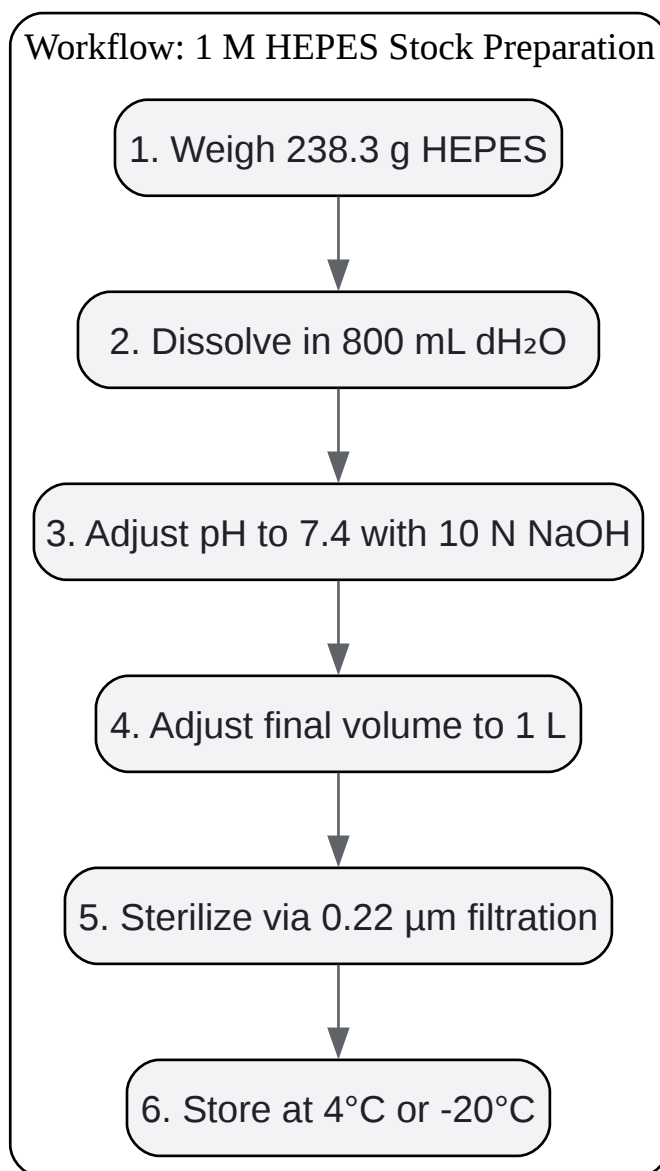 Workflow: 1 M HEPES Stock Preparation
1. Weigh 238.3 g HEPES
2. Dissolve in 800 mL dH₂O
3. Adjust pH to 7.4 with 10 N NaOH
4. Adjust final volume to 1 L
5. Sterilize via 0.22 µm filtration
6. Store at 4°C or -20°C